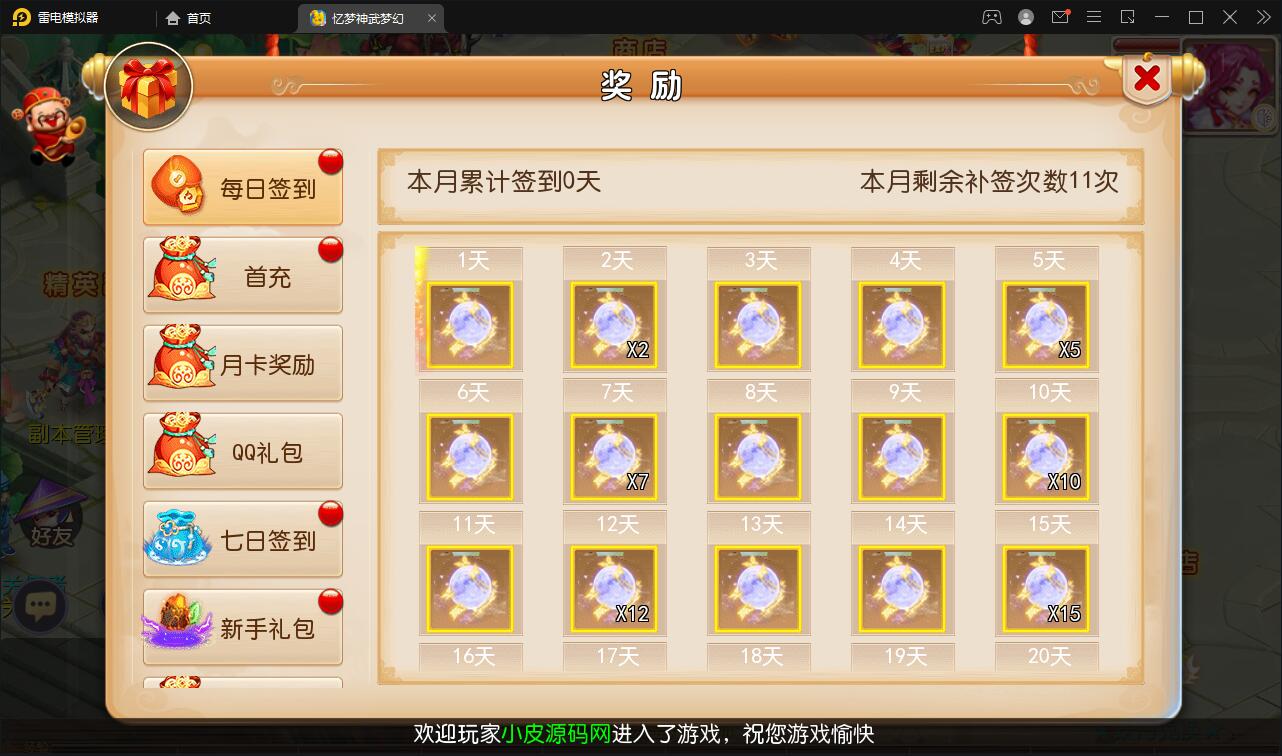 雷电模拟器
首页
忆梦神武梦幻
商店
奖励
本月累计签到0天
本月剩余补签次数11次
每日签到
首充
月卡奖励
QQ礼包
七日签到
新手礼包
1天 2天 3天 4天 5天
X2 X5
6天 7天 8天 9天 10天
X7 X10
11天 12天 13天 14天 15天
X12 X15
16天 17天 18天 19天 20天
精英
副本管理
好友
店
欢迎玩家小皮源码网进入了游戏，祝您游戏愉快